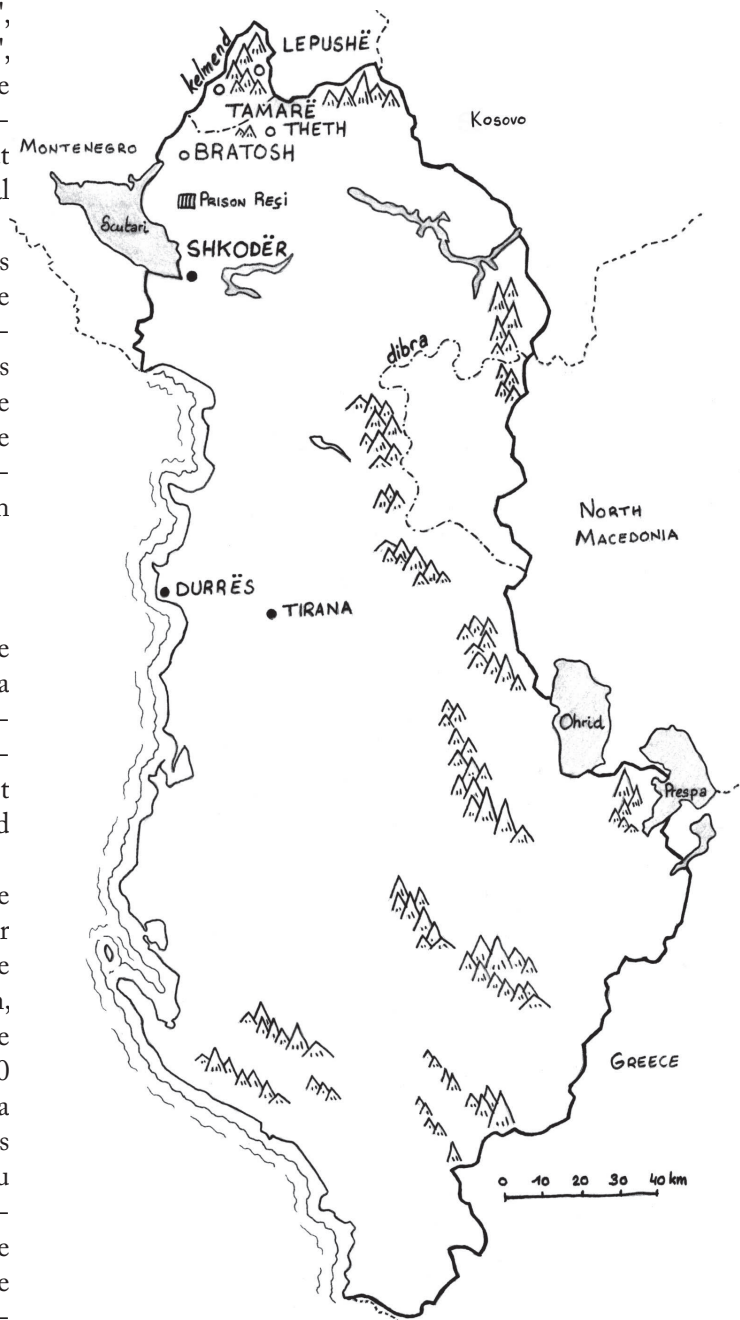 LEPUSHË
kelmend
TAMARË
THETH
Kosovo
MONTENEGRO
BRATOSH
PRISON REÇI
Scutari
SHKODËR
dibra
NORTH
MACEDONIA
DURRËS
TIRANA
Ohrid
Prespa
GREECE
0 10 20 30 40 km